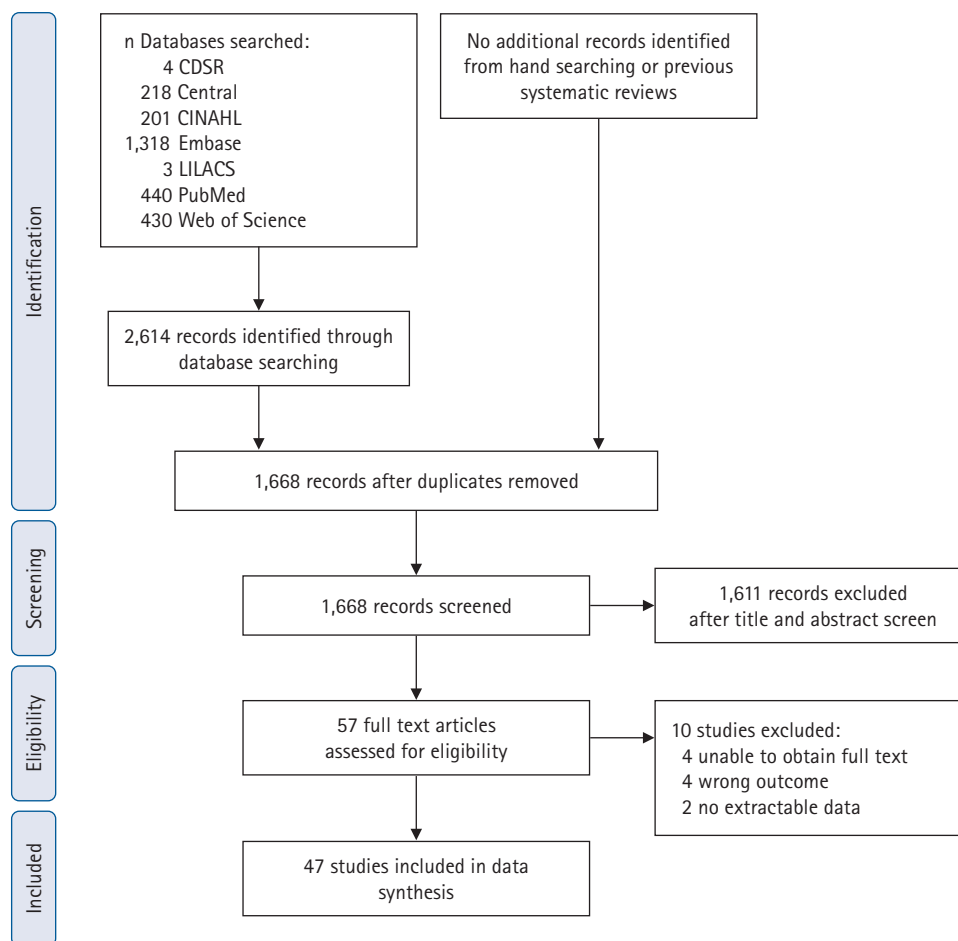 n Databases searched:
4 CDSR
218 Central
201 CINAHL
1,318 Embase
3 LILACS
440 PubMed
430 Web of Science
No additional records identified
from hand searching or previous
systematic reviews
Identification
2,614 records identified through
database searching
1,668 records after duplicates removed
Screening
1,668 records screened
1,611 records excluded
after title and abstract screen
Eligibility
57 full text articles
assessed for eligibility
10 studies excluded:
4 unable to obtain full text
4 wrong outcome
2 no extractable data
Included
47 studies included in data
synthesis